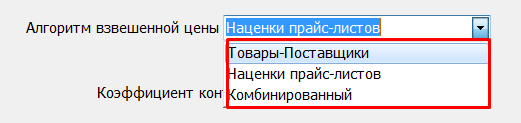 Алгоритм взвешенной цены Наценки прайс-листов
Товары-Поставщики
Наценки прайс-листов
Коэффициент Комбинированный